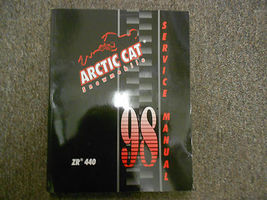 ARCTIC CAT®
Snowmobile
SERVICE MANUAL
98
ZR® 440